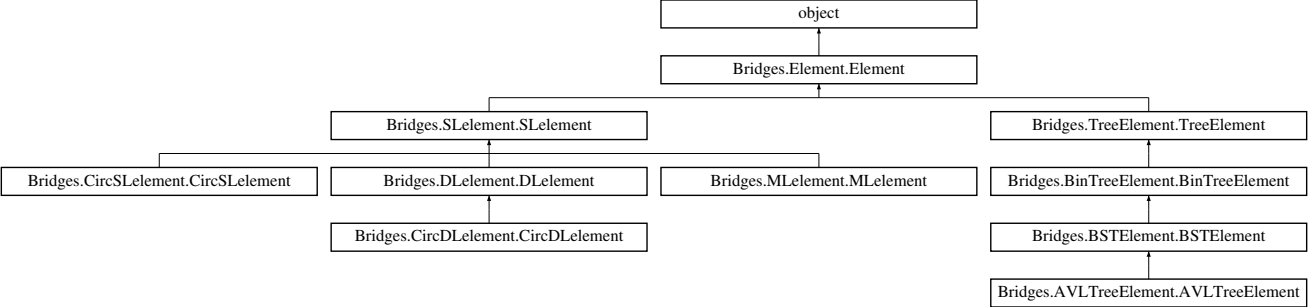 object
Bridges.Element.Element
Bridges.SLelement.SLelement
Bridges.TreeElement.TreeElement
Bridges.CircSLelement.CircSLelement
Bridges.DLelement.DLelement
Bridges.MLelement.MLelement
Bridges.BinTreeElement.BinTreeElement
Bridges.CircDLelement.CircDLelement
Bridges.BSTElement.BSTElement
Bridges.AVLTreeElement.AVLTreeElement